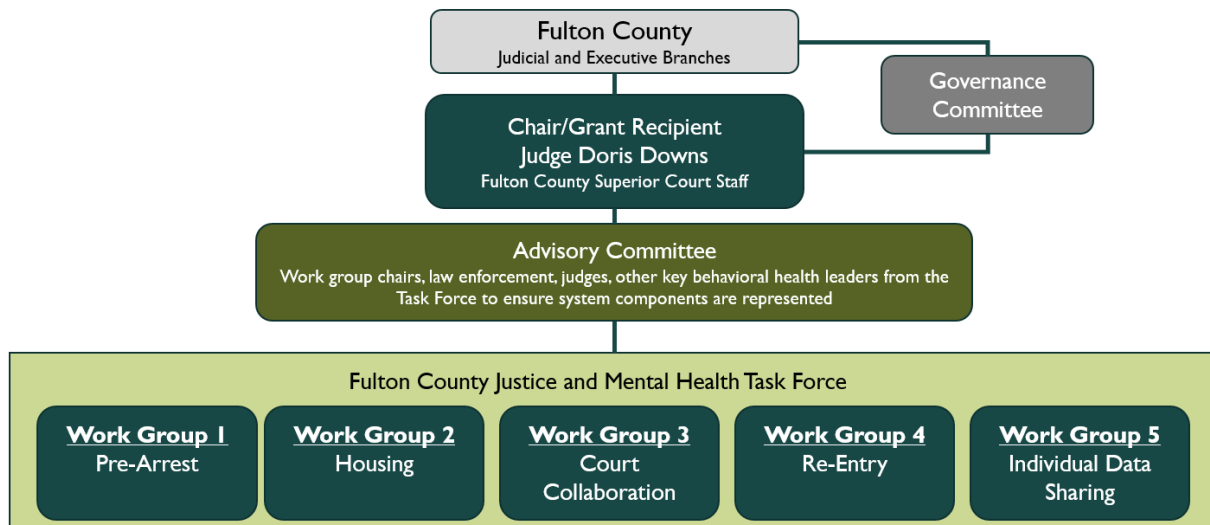 Fulton County
Judicial and Executive Branches
Governance
Committee
Chair/Grant Recipient
Judge Doris Downs
Fulton County Superior Court Staff
Advisory Committee
Work group chairs, law enforcement, judges, other key behavioral health leaders from the
Task Force to ensure system components are represented
Fulton County Justice and Mental Health Task Force
Work Group 1
Pre-Arrest
Work Group 2
Housing
Work Group 3
Court
Collaboration
Work Group 4
Re-Entry
Work Group 5
Individual Data
Sharing